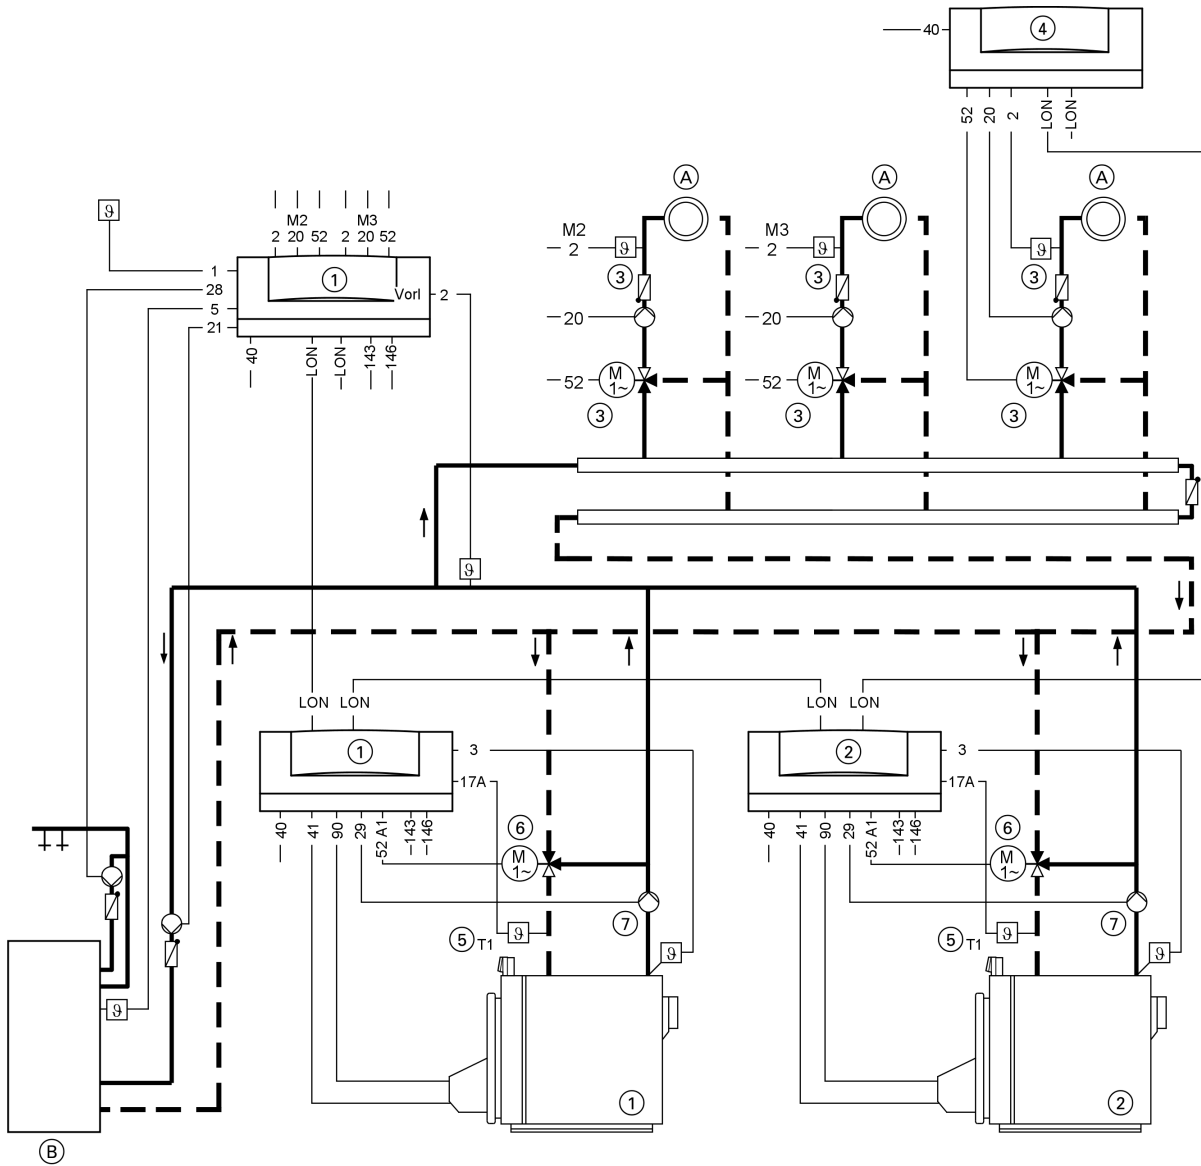 40 4
52 20 2 LON LON
A A A
ϑ
M2 M3
2 20 52 2 20 52
M2
2 ϑ
M3
2 ϑ
ϑ
1
28
5
21
1
Vorl 2
3 3 3
20 20
40 LON LON 143 146
52 M 1~
52 M 1~
M 1~
3 3 3
ϑ
LON LON LON LON
1 3
17A
2 3
17A
40 41 90 29 52 A1 143 146
40 41 90 29 52 A1 143 146
6 6
M 1~
M 1~
7 7
5 T1 ϑ ϑ
5 T1 ϑ ϑ
ϑ
1 2
B